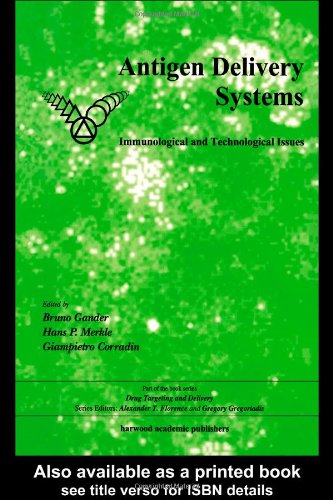 Antigen Delivery
Systems
Immunological and Technological Issues
Edited by
Bruno Gander
Hans P. Merkle
Giampietro Corradin
Part of the book series
Drug Targeting and Delivery
Series Editors: Alexander T. Florence and Gregory Gregoriadis
harwood academic publishers
Also available as a printed book
see title verso for ISBN details